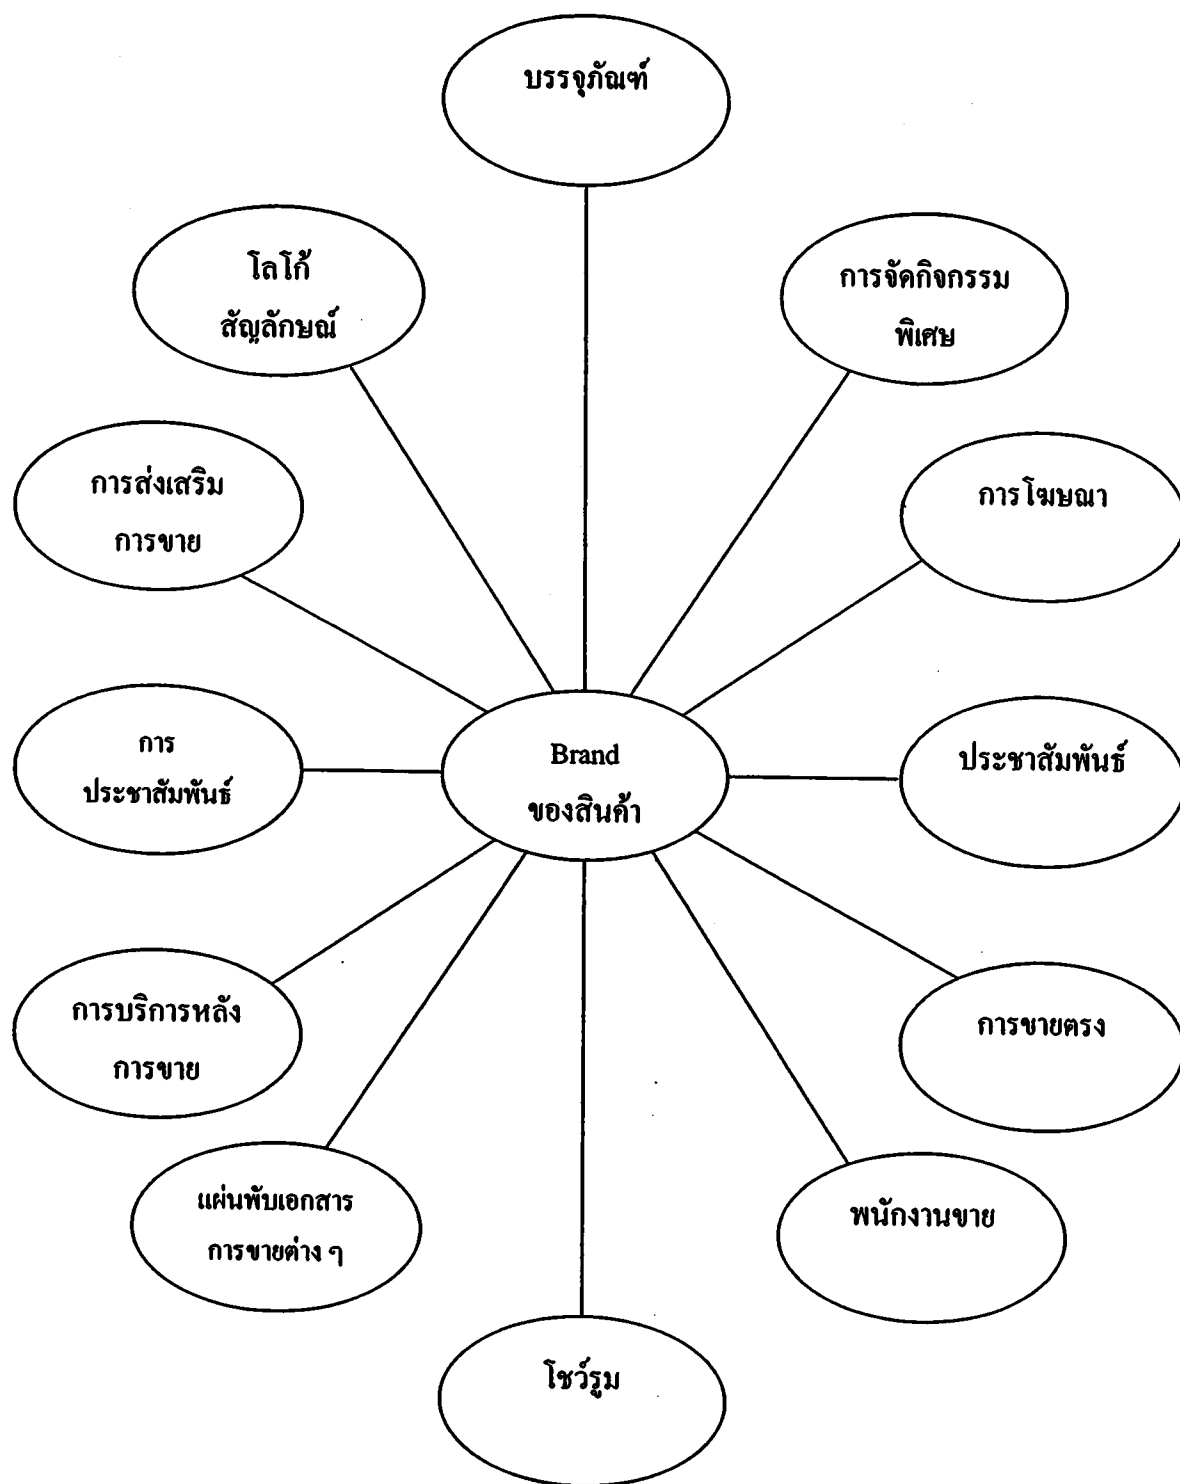 บรรจุภัณฑ์
โลโก้
สัญลักษณ์
การจัดกิจกรรม
พิเศษ
การส่งเสริม
การขาย
การโฆษณา
การ
ประชาสัมพันธ์
Brand
ของสินค้า
ประชาสัมพันธ์
การบริการหลัง
การขาย
การขายตรง
แผ่นพับเอกสาร
การขายต่าง ๆ
พนักงานขาย
โชว์รูม